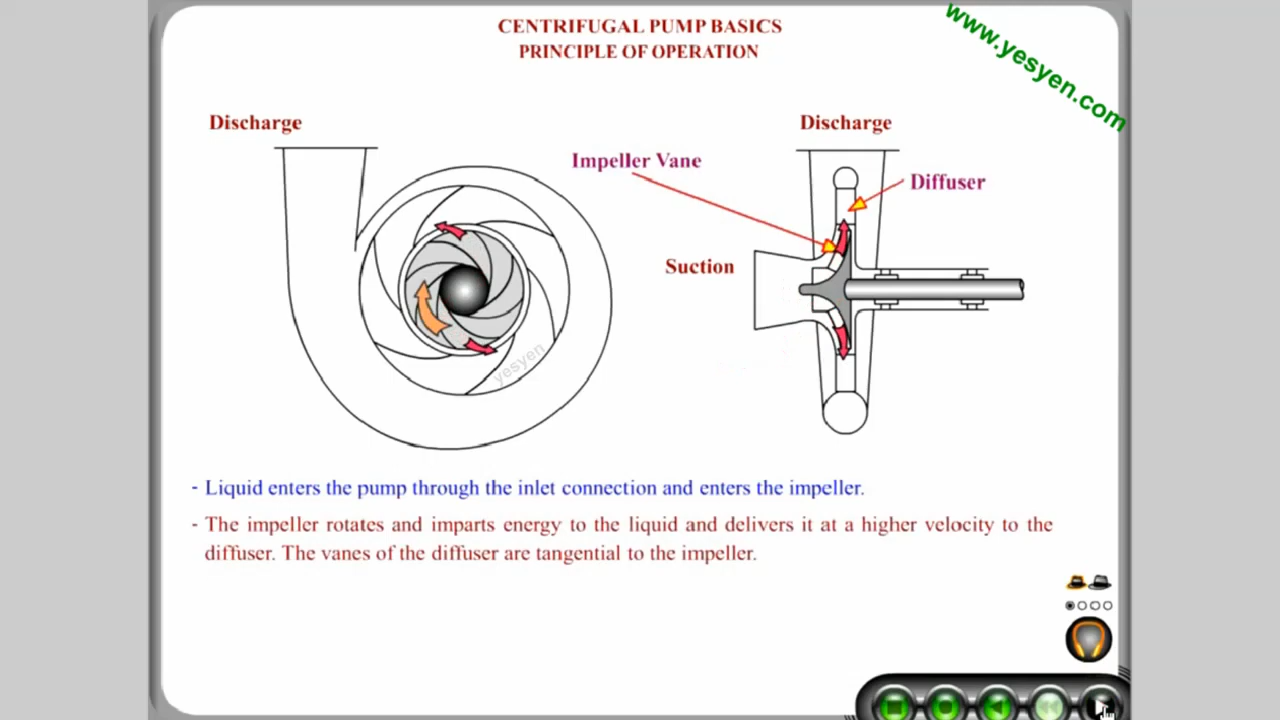 CENTRIFUGAL PUMP BASICS
PRINCIPLE OF OPERATION
www.yesyen.com
Discharge
Discharge
Impeller Vane
Diffuser
Suction
yesyen
- Liquid enters the pump through the inlet connection and enters the impeller.
- The impeller rotates and imparts energy to the liquid and delivers it at a higher velocity to the
diffuser. The vanes of the diffuser are tangential to the impeller.